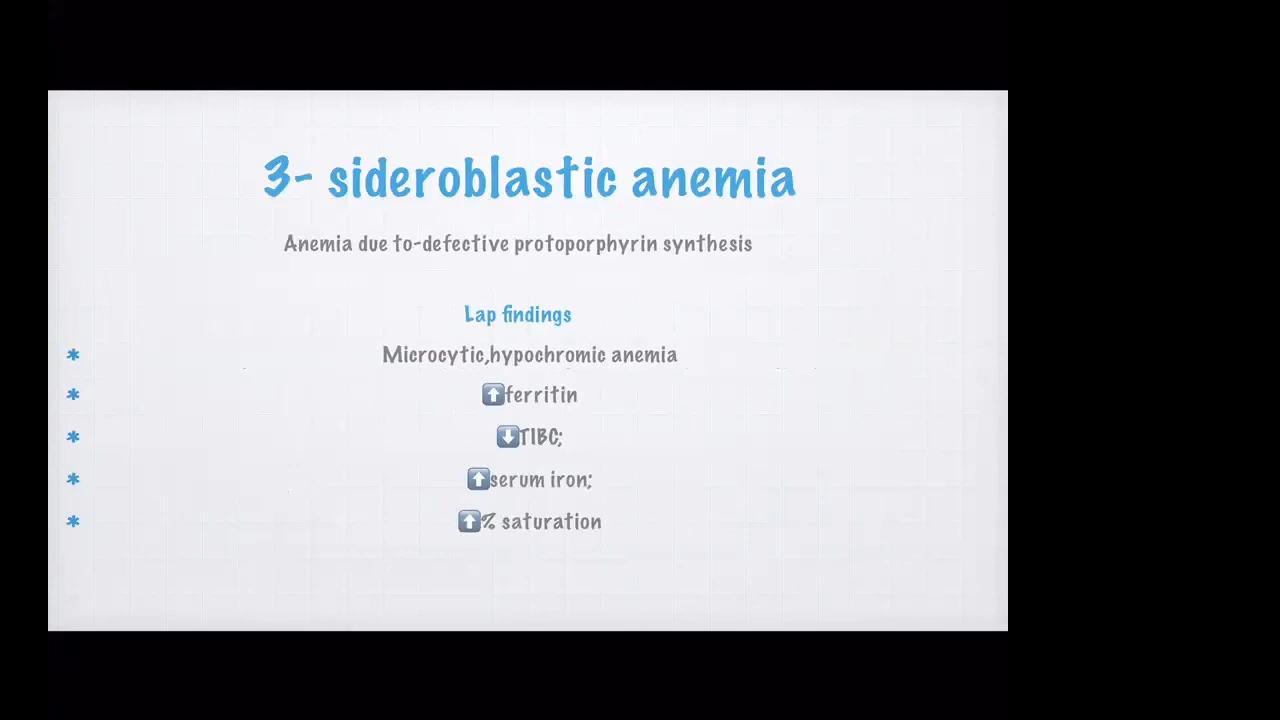 3- sideroblastic anemia
Anemia due to-defective protoporphyrin synthesis
Lap findings
* Microcytic,hypochromic anemia
* ⬆️ferritin
* ⬇️TIBC;
* ⬆️serum iron;
* ⬆️% saturation